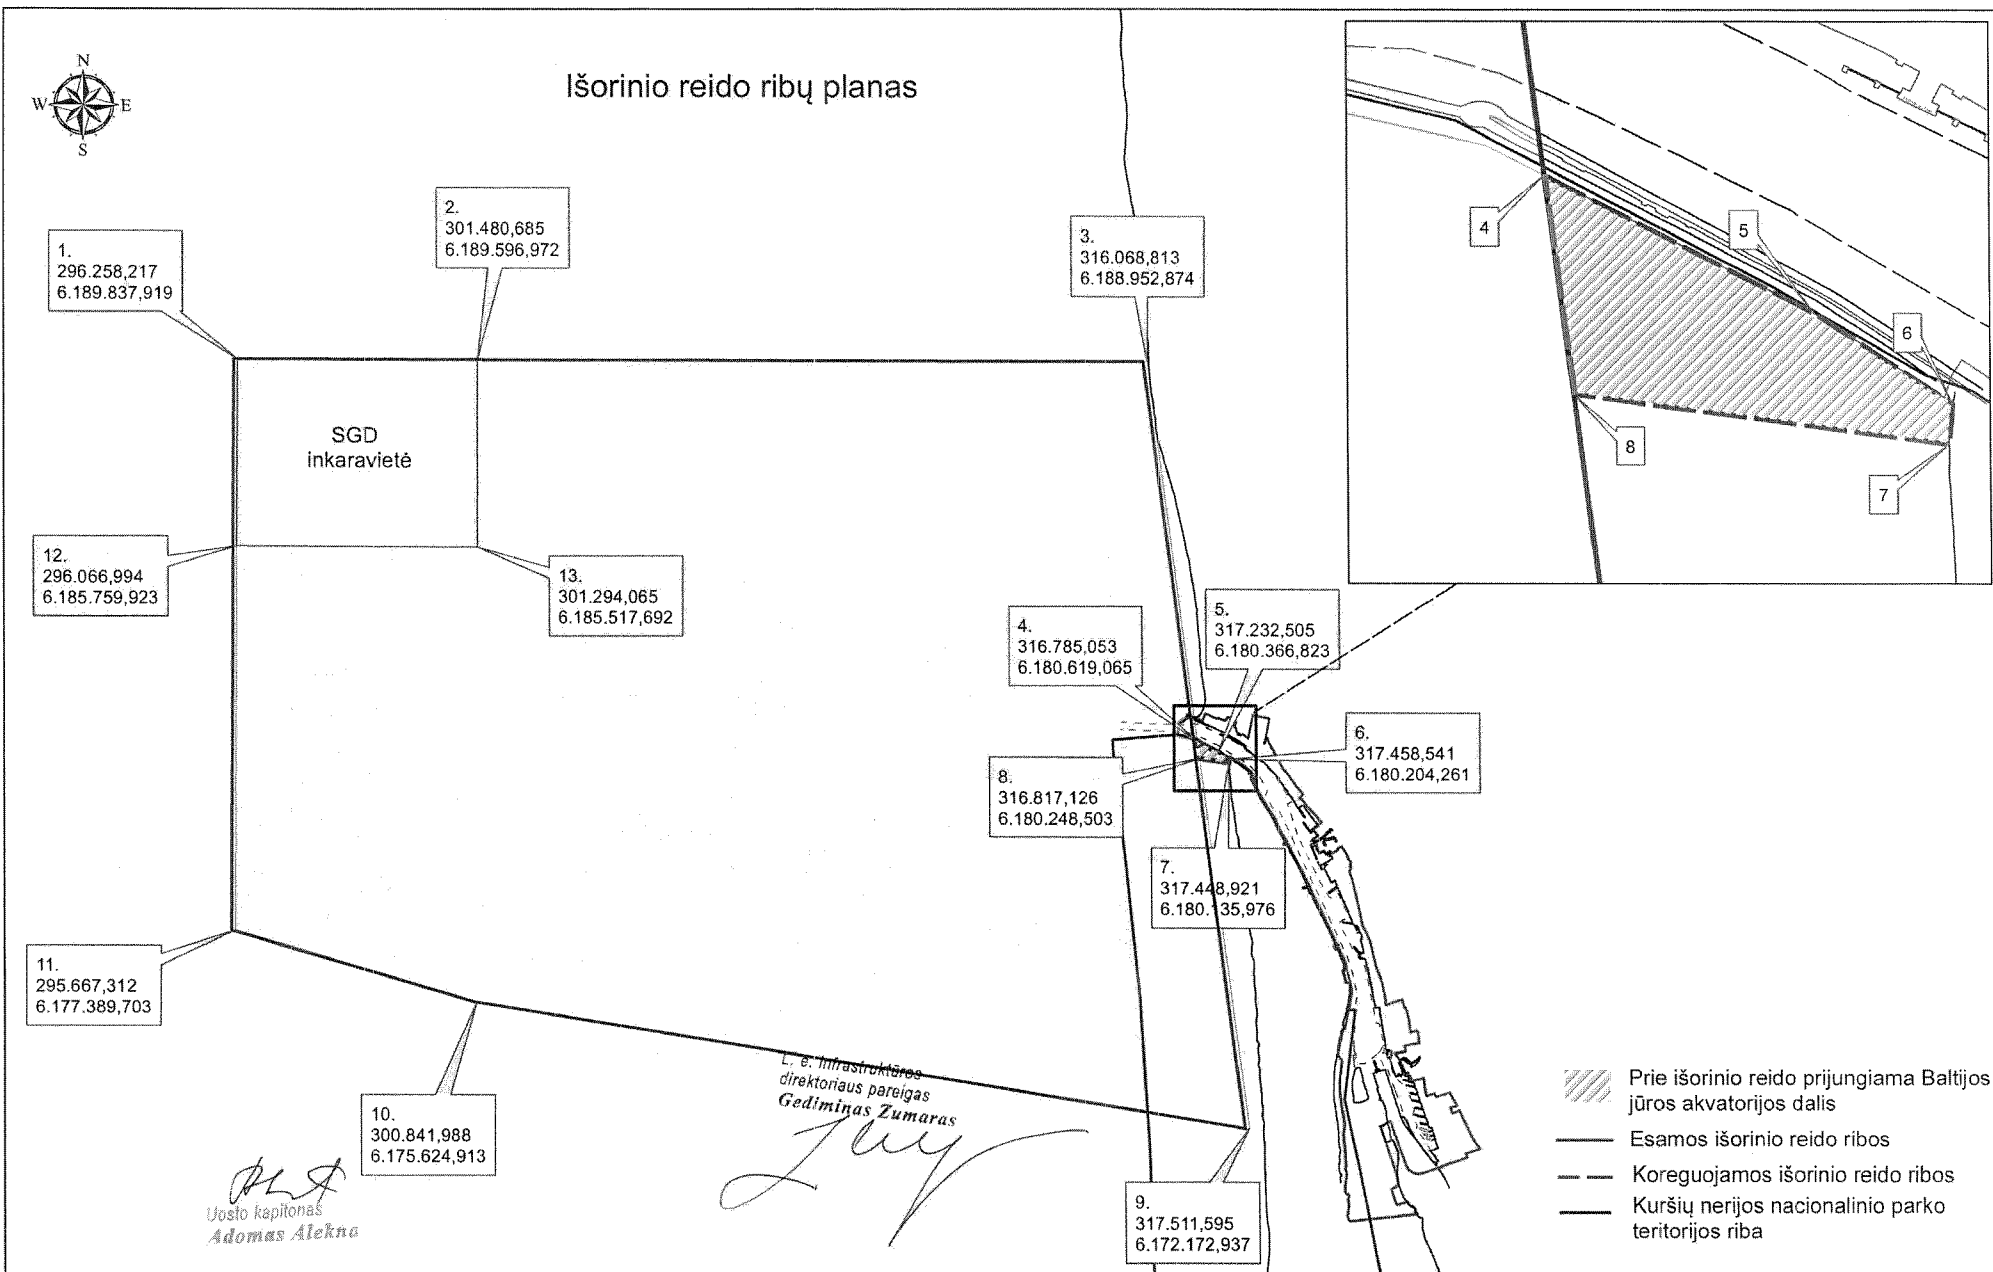 Išorinio reido ribų planas
N
W
E
S
1.
296.258,217
6.189.837,919
2.
301.480,685
6.189.596,972
3.
316.068,813
6.188.952,874
4
5
6
7
8
SGD
inkaravietė
12.
296.066,994
6.185.759,923
13.
301.294,065
6.185.517,692
4.
316.785,053
6.180.619,065
5.
317.232,505
6.180.366,823
6.
317.458,541
6.180.204,261
8.
316.817,126
6.180.248,503
7.
317.448,921
6.180.135,976
11.
295.667,312
6.177.389,703
10.
300.841,988
6.175.624,913
9.
317.511,595
6.172.172,937
L. e. infrastruktūros
direktoriaus pareigas
Gediminas Zumaras
Uosto kapitonas
Adomas Alekna
Prie išorinio reido prijungiama Baltijos
jūros akvatorijos dalis
Esamos išorinio reido ribos
Koreguojamos išorinio reido ribos
Kuršių nerijos nacionalinio parko
teritorijos riba